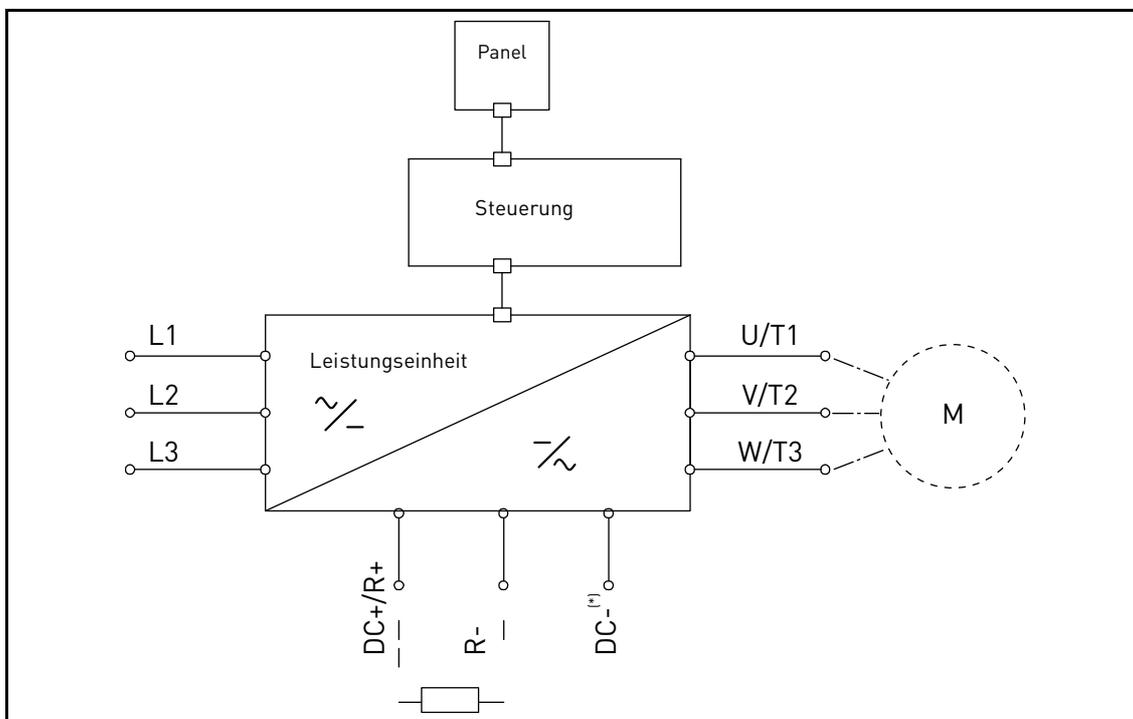 Panel
Steuerung
L1
L2
L3
Leistungseinheit
U/T1
V/T2
W/T3
M
DC+/R+
R-
DC-(*)